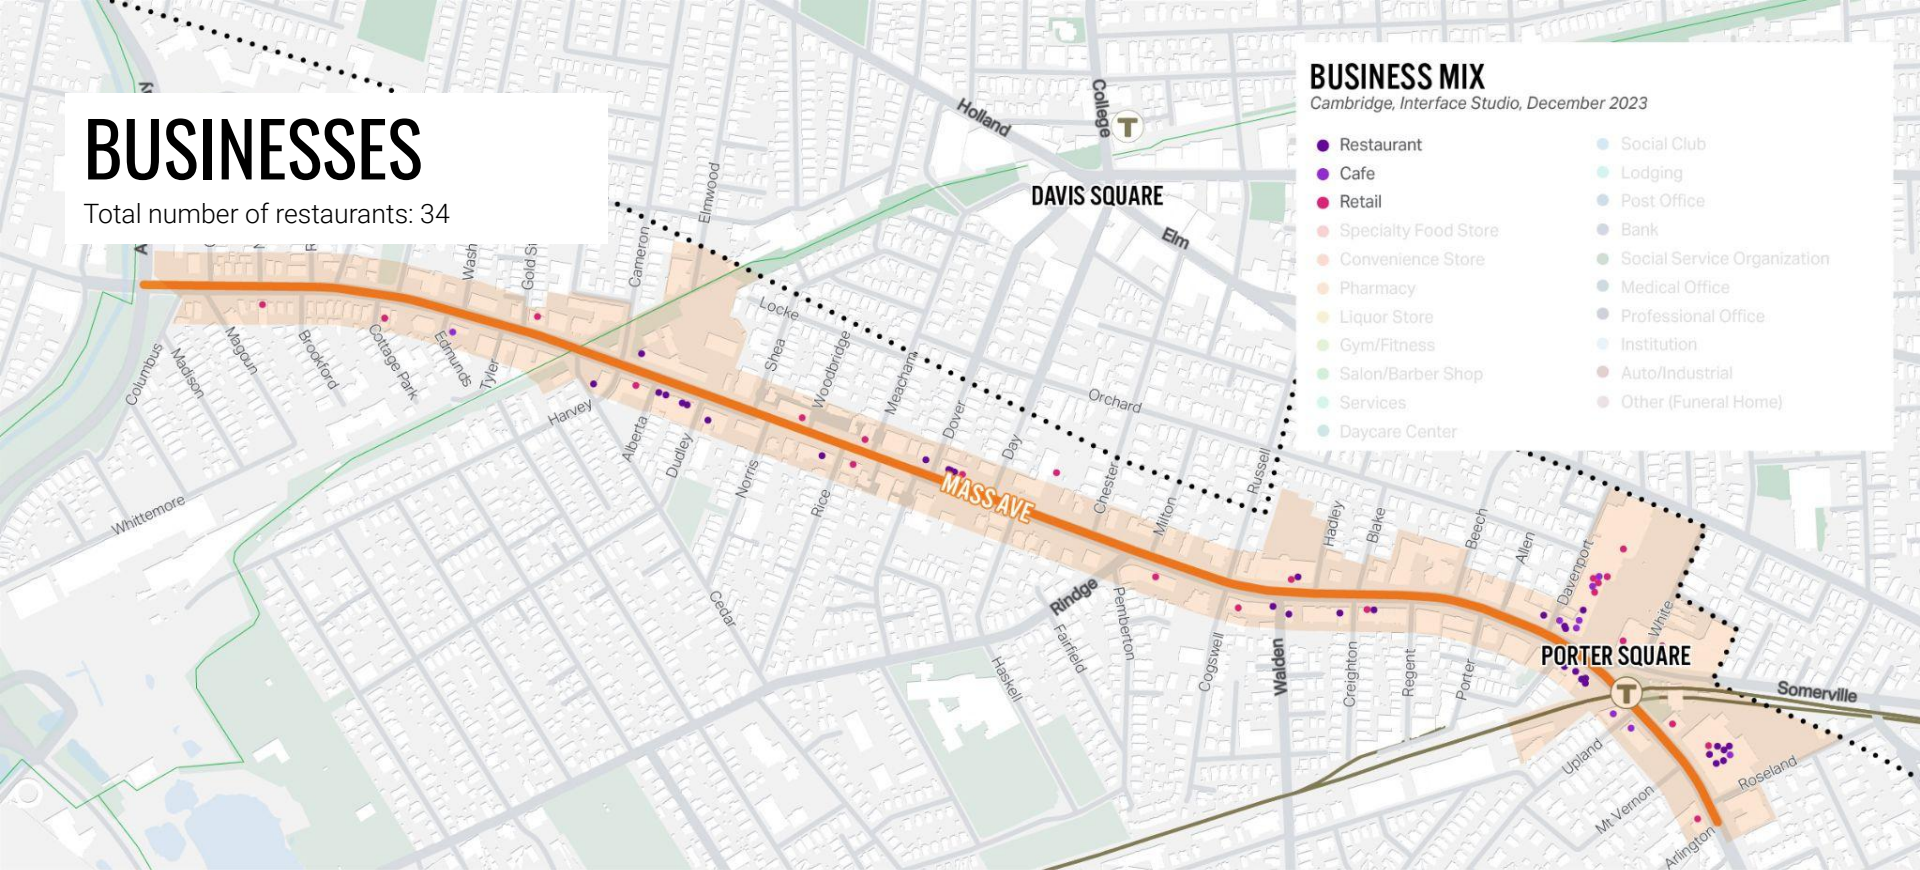 BUSINESSES
Total number of restaurants: 34
BUSINESS MIX
Cambridge, Interface Studio, December 2023
Restaurant
Cafe
Retail
Specialty Food Store
Convenience Store
Pharmacy
Liquor Store
Gym/Fitness
Salon/Barber Shop
Services
Daycare Center
Social Club
Lodging
Post Office
Bank
Social Service Organization
Medical Office
Professional Office
Institution
Auto/Industrial
Other (Funeral Home)
Holland
College
T
DAVIS SQUARE
Elm
Elmwood
Cameron
Gold St
Wash
Locke
Shea
Woodbridge
Meacham
Dover
Day
Orchard
Chester
Milton
Russell
Hadley
Blake
Beech
Allen
Davenport
White
Columbus
Madison
Magoun
Brookford
Cottage Park
Edmunds
Tyler
Harvey
Alberta
Dudley
Norris
Rice
MASS AVE
Whittemore
Cedar
Rindge
Fairfield
Pemberton
Haskell
Cogswell
Walden
Creighton
Regent
Porter
PORTER SQUARE
T
Somerville
Upland
Roseland
Mt Vernon
Arlington